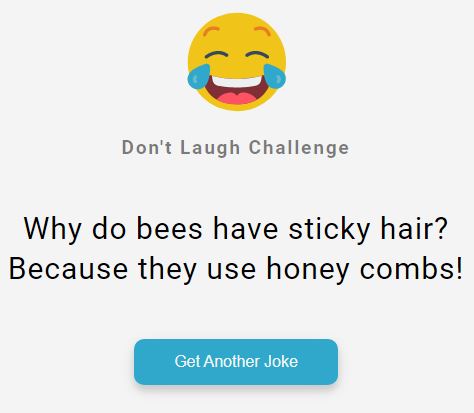 Don't Laugh Challenge
Why do bees have sticky hair?
Because they use honey combs!
Get Another Joke